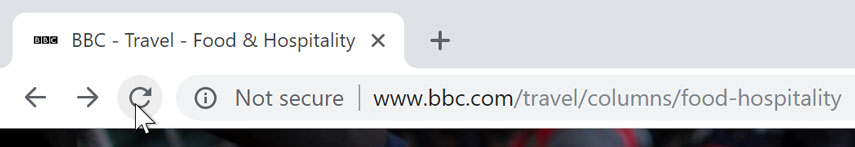 BBC BBC - Travel - Food & Hospitality
Not secure www.bbc.com/travel/columns/food-hospitality